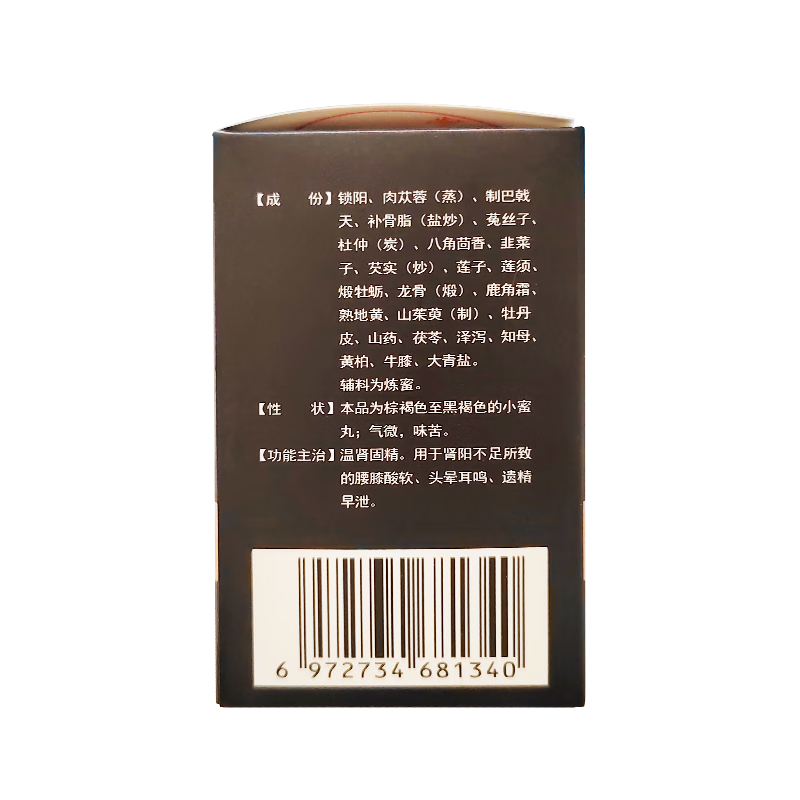 【成　份】锁阳、肉苁蓉（蒸）、制巴戟
天、补骨脂（盐炒）、菟丝子、
杜仲（炭）、八角茴香、韭菜
子、芡实（炒）、莲子、莲须、
煅牡蛎、龙骨（煅）、鹿角霜、
熟地黄、山茱萸（制）、牡丹
皮、山药、茯苓、泽泻、知母、
黄柏、牛膝、大青盐。
辅料为炼蜜。
【性　状】本品为棕褐色至黑褐色的小蜜
丸；气微，味苦。
【功能主治】温肾固精。用于肾阳不足所致
的腰膝酸软、头晕耳鸣、遗精
早泄。
6 972734 681340